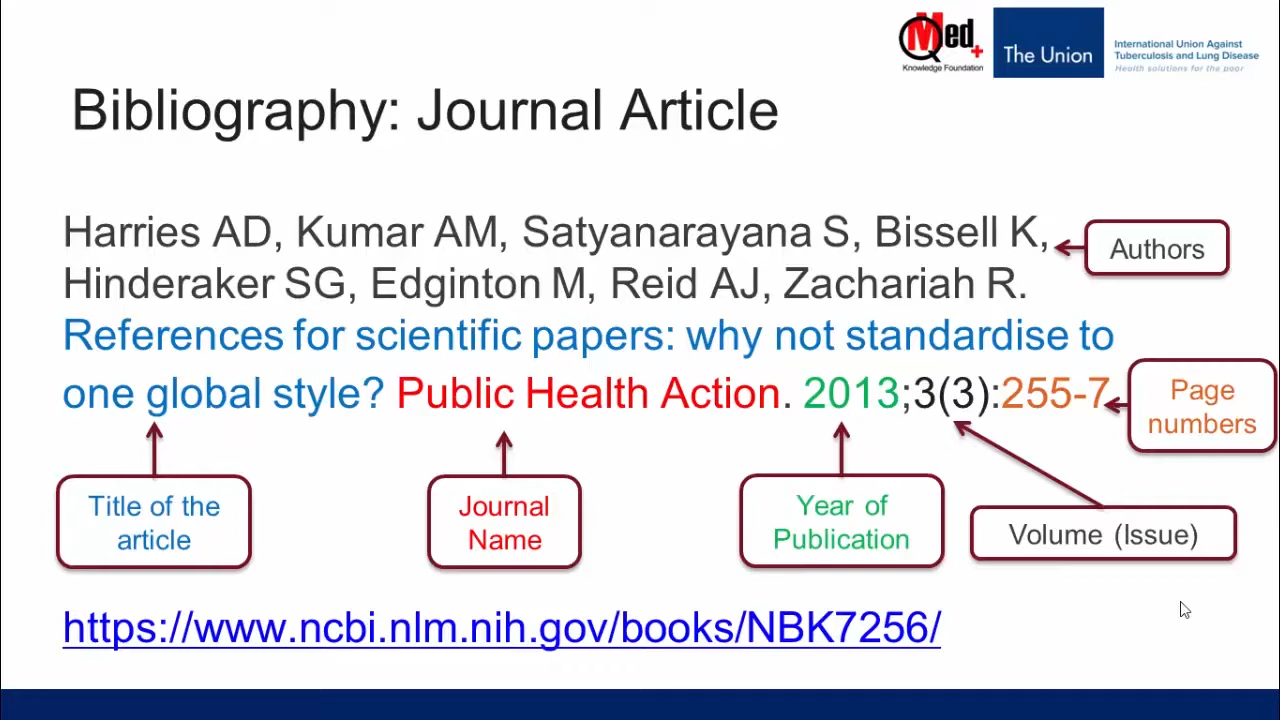 QMed+
Knowledge Foundation
The Union
International Union Against
Tuberculosis and Lung Disease
Health solutions for the poor
Bibliography: Journal Article
Harries AD, Kumar AM, Satyanarayana S, Bissell K,
Hinderaker SG, Edginton M, Reid AJ, Zachariah R.
References for scientific papers: why not standardise to
one global style? Public Health Action. 2013;3(3):255-7
Authors
Page
numbers
Title of the
article
Journal
Name
Year of
Publication
Volume (Issue)
https://www.ncbi.nlm.nih.gov/books/NBK7256/